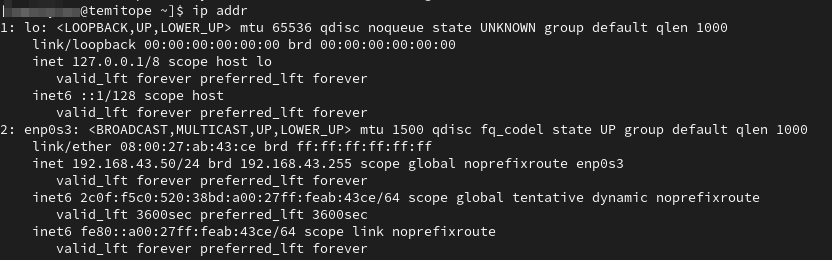 @temitope ~]$ ip addr
1: lo: <LOOPBACK,UP,LOWER_UP> mtu 65536 qdisc noqueue state UNKNOWN group default qlen 1000
link/loopback 00:00:00:00:00:00 brd 00:00:00:00:00:00
inet 127.0.0.1/8 scope host lo
valid_lft forever preferred_lft forever
inet6 ::1/128 scope host
valid_lft forever preferred_lft forever
2: enp0s3: <BROADCAST,MULTICAST,UP,LOWER_UP> mtu 1500 qdisc fq_codel state UP group default qlen 1000
link/ether 08:00:27:ab:43:ce brd ff:ff:ff:ff:ff:ff
inet 192.168.43.50/24 brd 192.168.43.255 scope global noprefixroute enp0s3
valid_lft forever preferred_lft forever
inet6 2c0f:f5c0:520:38bd:a00:27ff:feab:43ce/64 scope global tentative dynamic noprefixroute
valid_lft 3600sec preferred_lft 3600sec
inet6 fe80::a00:27ff:feab:43ce/64 scope link noprefixroute
valid_lft forever preferred_lft forever